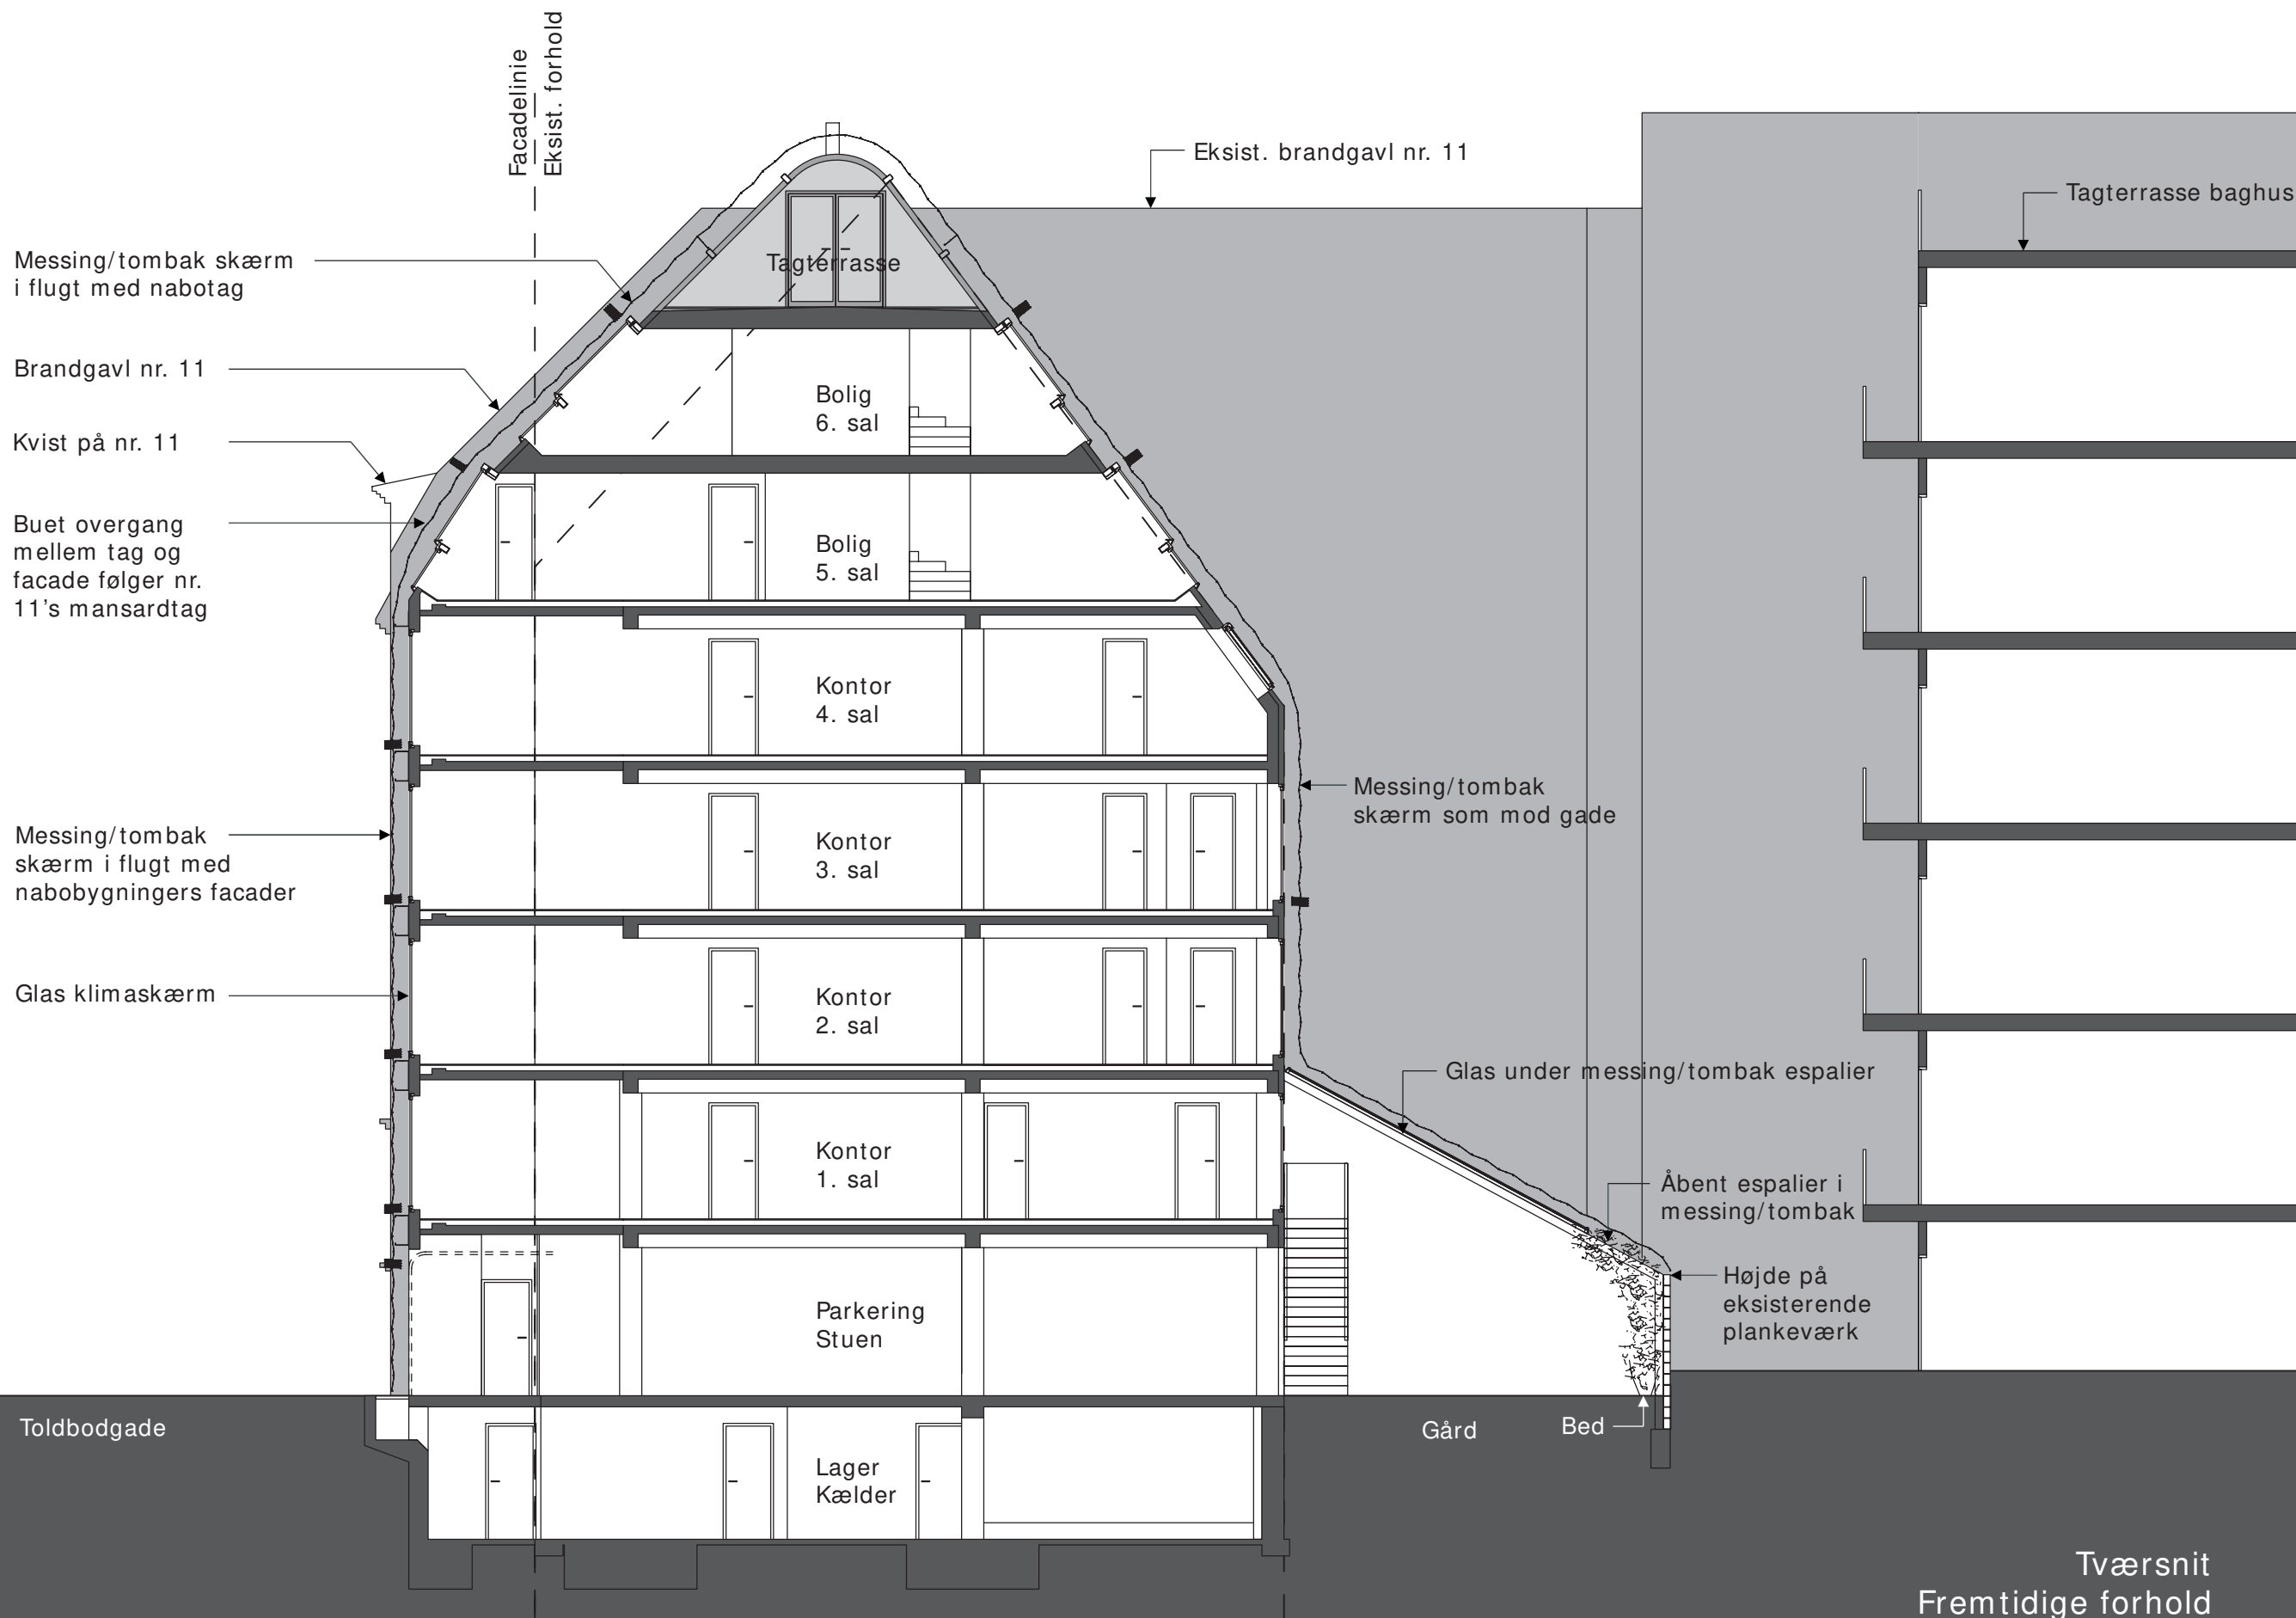 Facadelinie
Eksist. forhold
Eksist. brandgavl nr. 11
Tagterrasse baghus
Messing/tombak skærm
i flugt med nabotag
Tagterrasse
Brandgavl nr. 11
Bolig
6. sal
Kvist på nr. 11
Buet overgang
mellem tag og
facade følger nr.
11's mansardtag
Bolig
5. sal
Kontor
4. sal
Messing/tombak
skærm som mod gade
Messing/tombak
skærm i flugt med
nabobygningers facader
Kontor
3. sal
Glas klimaskærm
Kontor
2. sal
Glas under messing/tombak espalier
Kontor
1. sal
Åbent espalier i
messing/tombak
Højde på
eksisterende
plankeværk
Parkering
Stuen
Toldbodgade
Gård
Bed
Lager
Kælder
Tværsnit
Fremtidige forhold